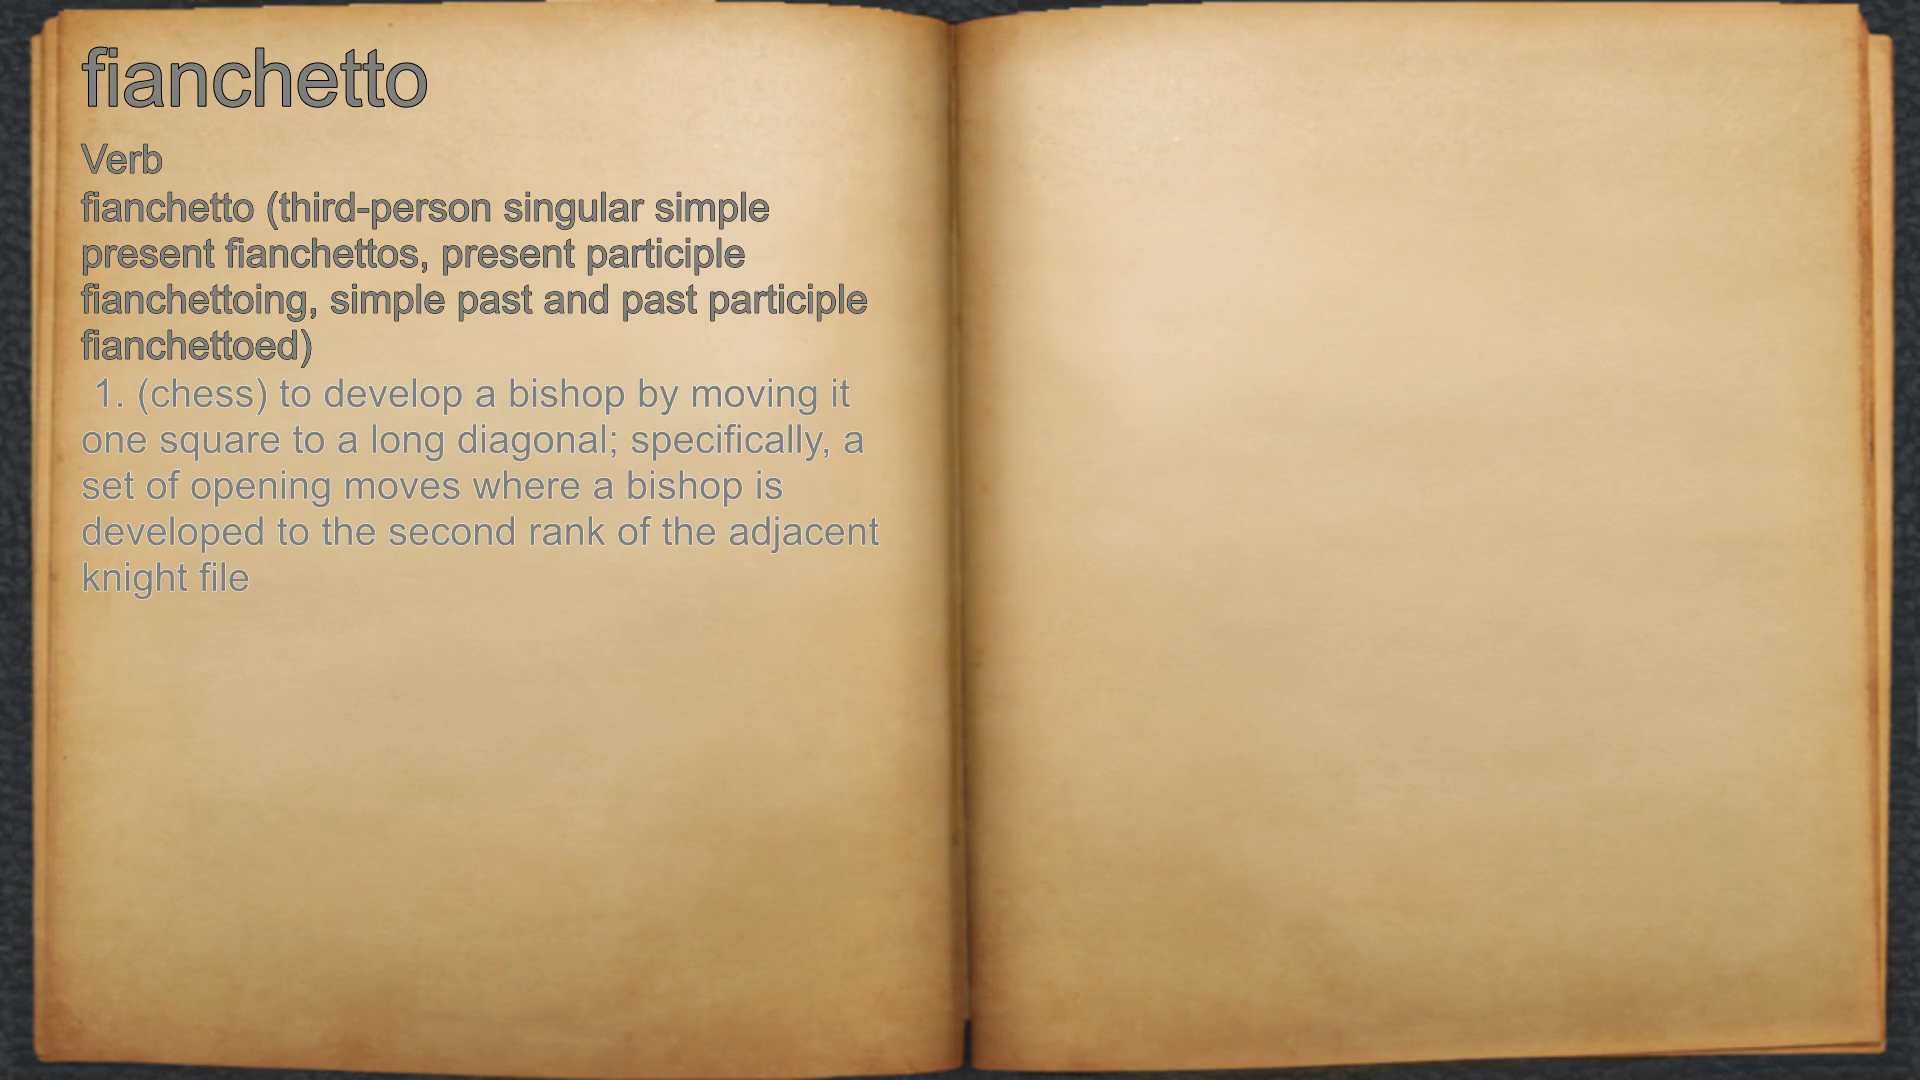 fianchetto
Verb
fianchetto (third-person singular simple
present fianchettos, present participle
fianchettoing, simple past and past participle
fianchettoed)
1. (chess) to develop a bishop by moving it
one square to a long diagonal; specifically, a
set of opening moves where a bishop is
developed to the second rank of the adjacent
knight file